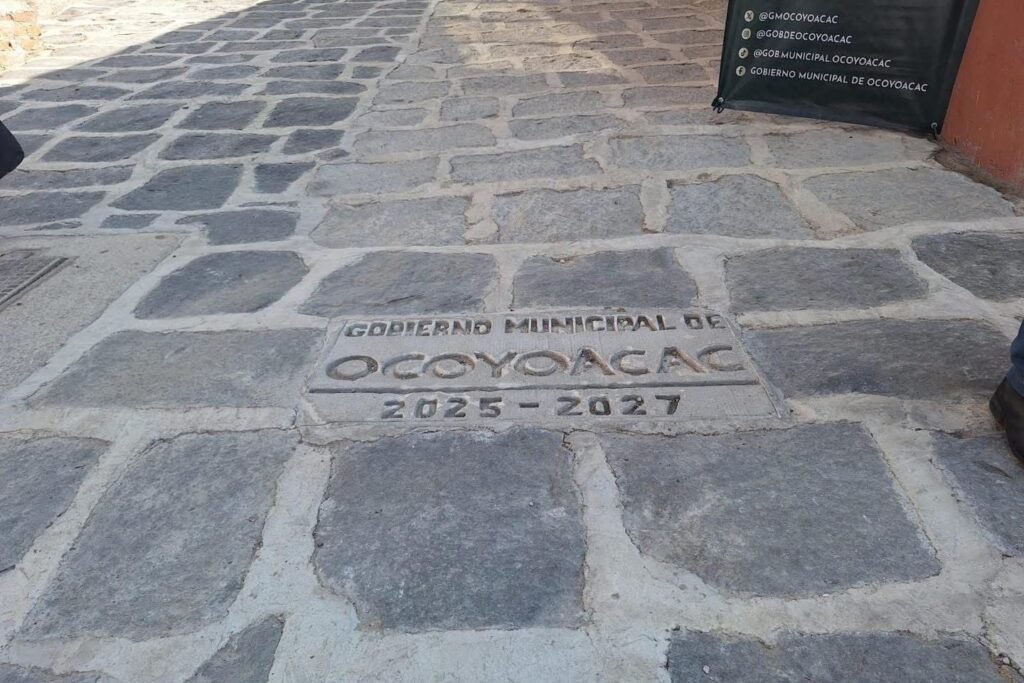 @GMOCOYOACAC
@GOBDEOCOYOACAC
@GOB.MUNICIPAL.OCOYOACAC
GOBIERNO MUNICIPAL DE OCOYOACAC
GOBIERNO MUNICIPAL DE
OCOYOACAC
2025-2027